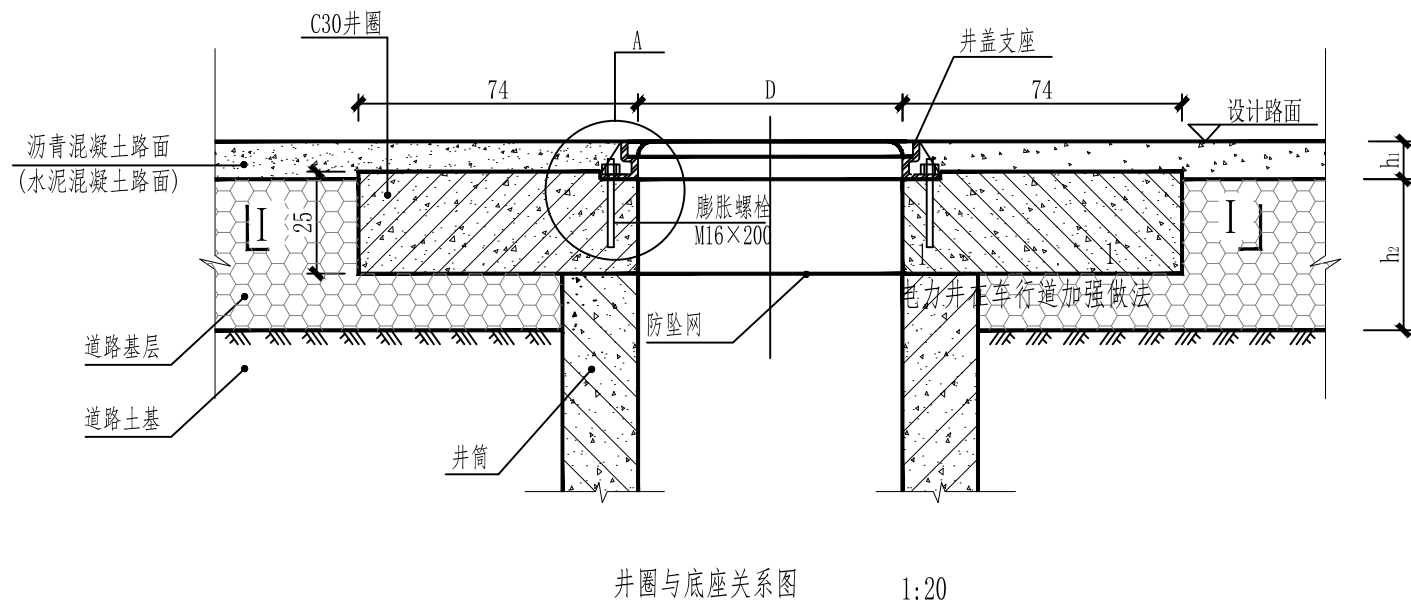 C30井圈
A
井盖支座
74
D
74
设计路面
沥青混凝土路面
(水泥混凝土路面)
h₁
25
I
膨胀螺栓
M16×200
I
1
1
h₂
电力井在车行道加强做法
防坠网
道路基层
道路土基
井筒
井圈与底座关系图
1:20